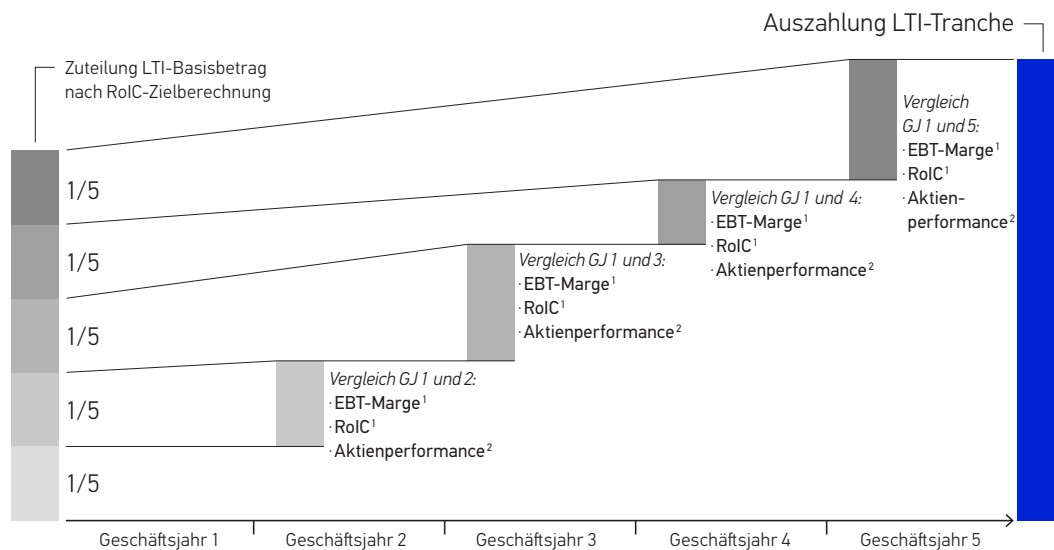 Auszahlung LTI-Tranche
Zuteilung LTI-Basisbetrag
nach RoIC-Zielberechnung
Vergleich
GJ 1 und 5:
· EBT-Marge¹
· RoIC¹
· Aktien-
performance²
1/5
Vergleich GJ 1 und 4:
· EBT-Marge¹
· RoIC¹
· Aktienperformance²
1/5
Vergleich GJ 1 und 3:
· EBT-Marge¹
· RoIC¹
· Aktienperformance²
1/5
Vergleich GJ 1 und 2:
· EBT-Marge¹
· RoIC¹
· Aktienperformance²
1/5
1/5
Geschäftsjahr 1
Geschäftsjahr 2
Geschäftsjahr 3
Geschäftsjahr 4
Geschäftsjahr 5